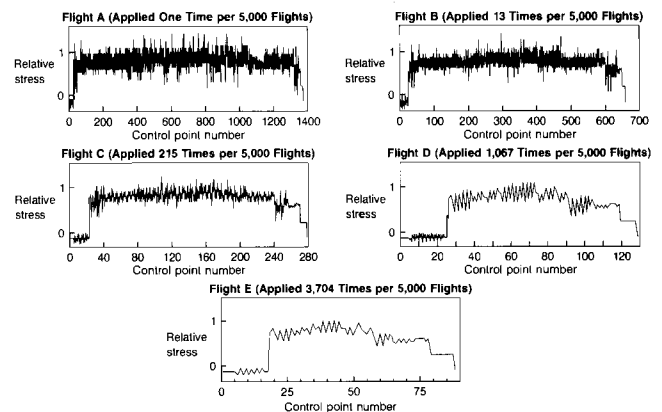 Flight A (Applied One Time per 5,000 Flights)
Relative stress
1
0
0 200 400 600 800 1000 1200 1400
Control point number
Flight B (Applied 13 Times per 5,000 Flights)
Relative stress
1
0
0 100 200 300 400 500 600 700
Control point number
Flight C (Applied 215 Times per 5,000 Flights)
Relative stress
1
0
0 40 80 120 160 200 240 280
Control point number
Flight D (Applied 1,067 Times per 5,000 Flights)
Relative stress
1
0
0 20 40 60 80 100 120
Control point number
Flight E (Applied 3,704 Times per 5,000 Flights)
Relative stress
1
0
25 50 75
Control point number